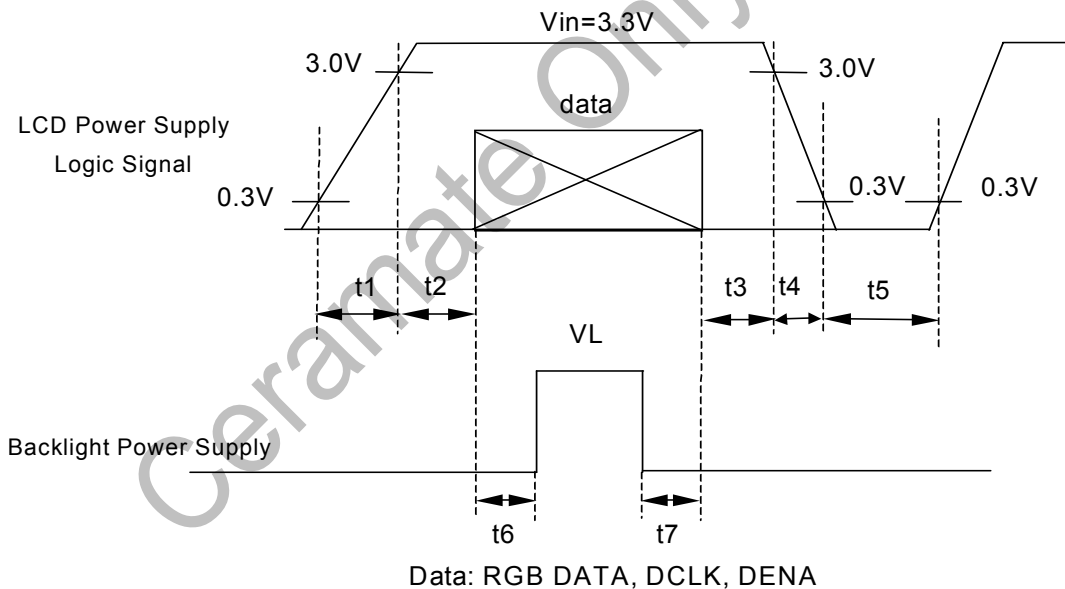 Vin=3.3V
3.0V
3.0V
data
LCD Power Supply
Logic Signal
0.3V
0.3V
0.3V
t1
t2
t3
t4
t5
VL
Backlight Power Supply
t6
t7
Data: RGB DATA, DCLK, DENA
Ceramate Only